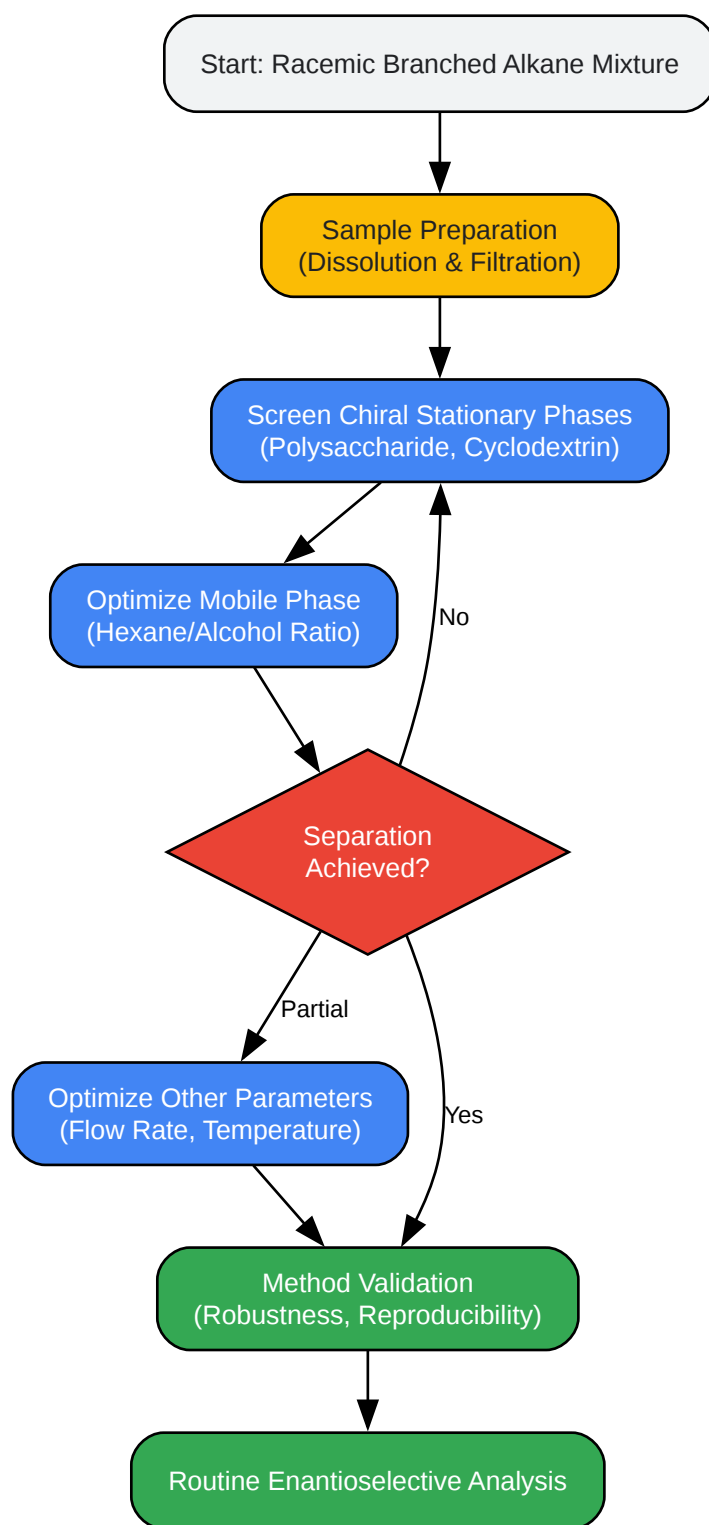 Start: Racemic Branched Alkane Mixture
Sample Preparation
(Dissolution & Filtration)
Screen Chiral Stationary Phases
(Polysaccharide, Cyclodextrin)
Optimize Mobile Phase
(Hexane/Alcohol Ratio)
No
Separation
Achieved?
Partial
Optimize Other Parameters
(Flow Rate, Temperature)
Yes
Method Validation
(Robustness, Reproducibility)
Routine Enantioselective Analysis